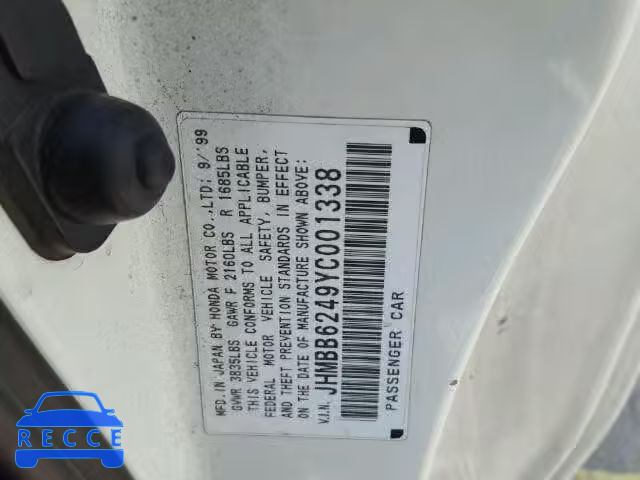 MFD. IN JAPAN BY HONDA MOTOR CO.,LTD: 9/'99
GVWR 3835LBS GAWR F 2160LBS R 1685LBS
THIS VEHICLE CONFORMS TO ALL APPLICABLE
FEDERAL MOTOR VEHICLE SAFETY, BUMPER,
AND THEFT PREVENTION STANDARDS IN EFFECT
ON THE DATE OF MANUFACTURE SHOWN ABOVE:
V.I.N. JHMBB6249YC001338
PASSENGER CAR
RECCE